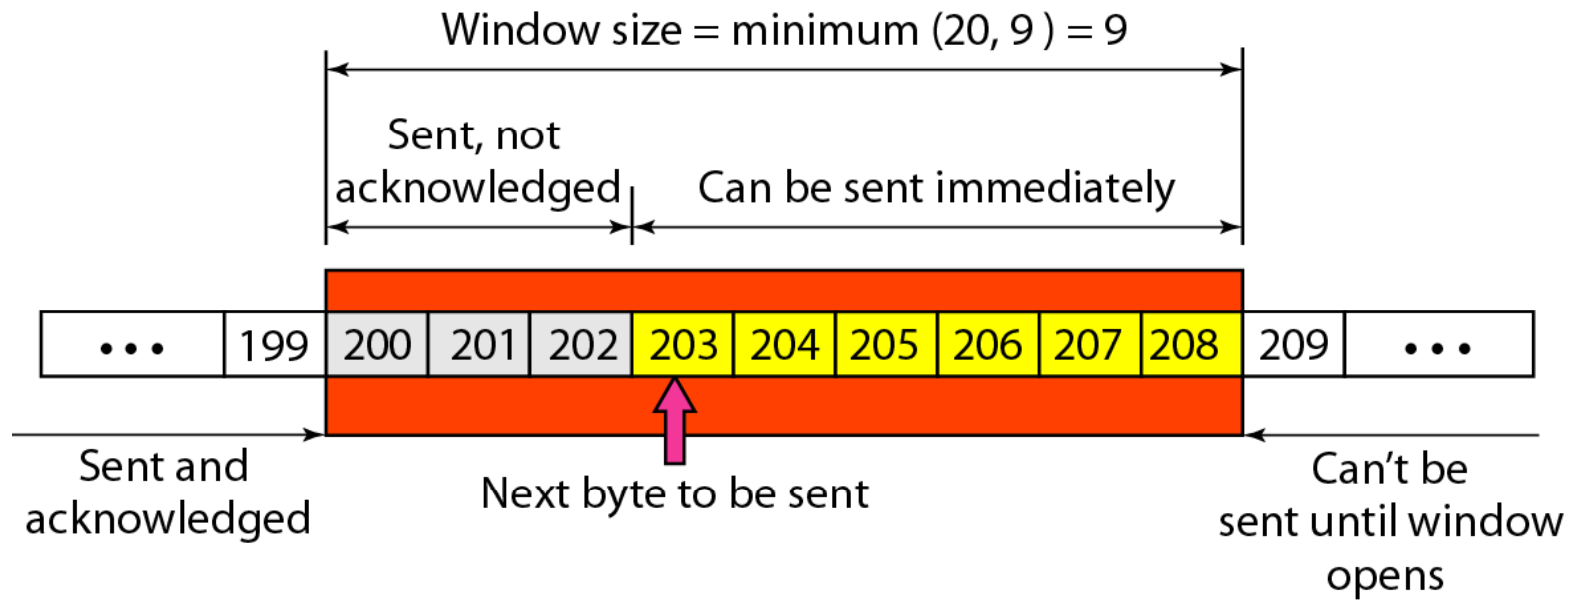 Window size = minimum (20, 9 ) = 9
Sent, not
acknowledged
Can be sent immediately
••• 199 200 201 202 203 204 205 206 207 208 209 •••
Sent and
acknowledged
Next byte to be sent
Can’t be
sent until window
opens